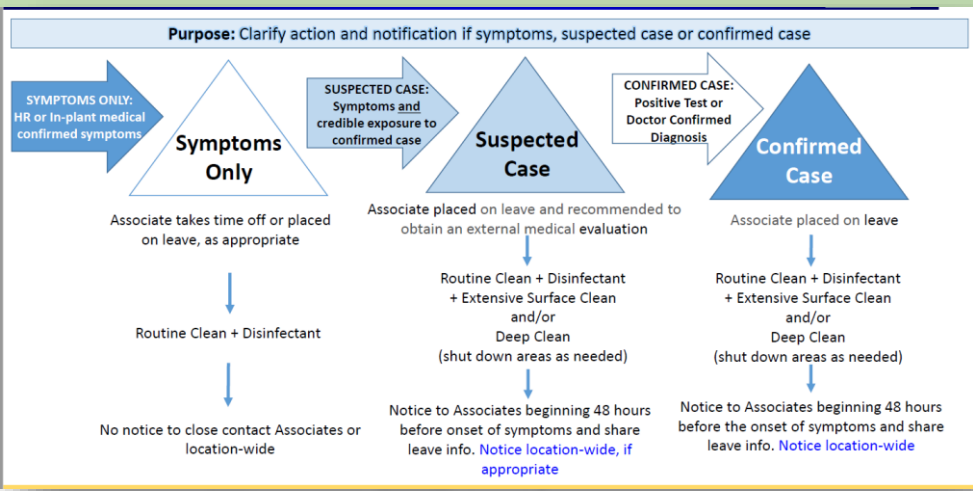 Purpose: Clarify action and notification if symptoms, suspected case or confirmed case
SYMPTOMS ONLY:
HR or In-plant medical
confirmed symptoms
Symptoms
Only
Associate takes time off or placed
on leave, as appropriate
Routine Clean + Disinfectant
No notice to close contact Associates or
location-wide
SUSPECTED CASE:
Symptoms and
credible exposure to
confirmed case
Suspected
Case
Associate placed on leave and recommended to
obtain an external medical evaluation
Routine Clean + Disinfectant
+ Extensive Surface Clean
and/or
Deep Clean
(shut down areas as needed)
Notice to Associates beginning 48 hours
before onset of symptoms and share
leave info. Notice location-wide, if
appropriate
CONFIRMED CASE:
Positive Test or
Doctor Confirmed
Diagnosis
Confirmed
Case
Associate placed on leave
Routine Clean + Disinfectant
+ Extensive Surface Clean
and/or
Deep Clean
(shut down areas as needed)
Notice to Associates beginning 48 hours
before the onset of symptoms and share
leave info. Notice location-wide